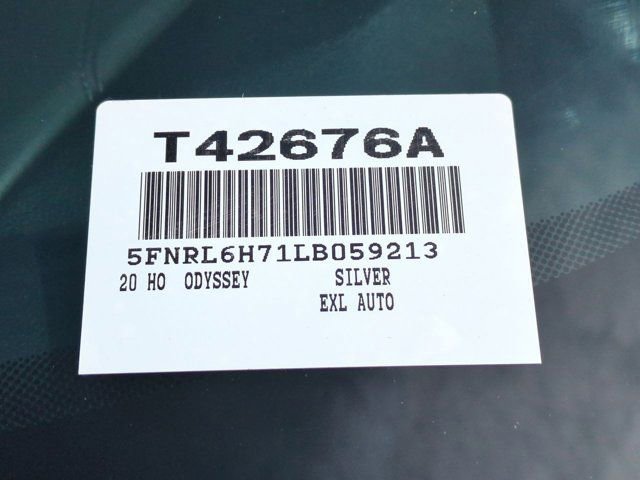 T42676A
5FNRL6H71LB059213
20 HO ODYSSEY SILVER
EXL AUTO